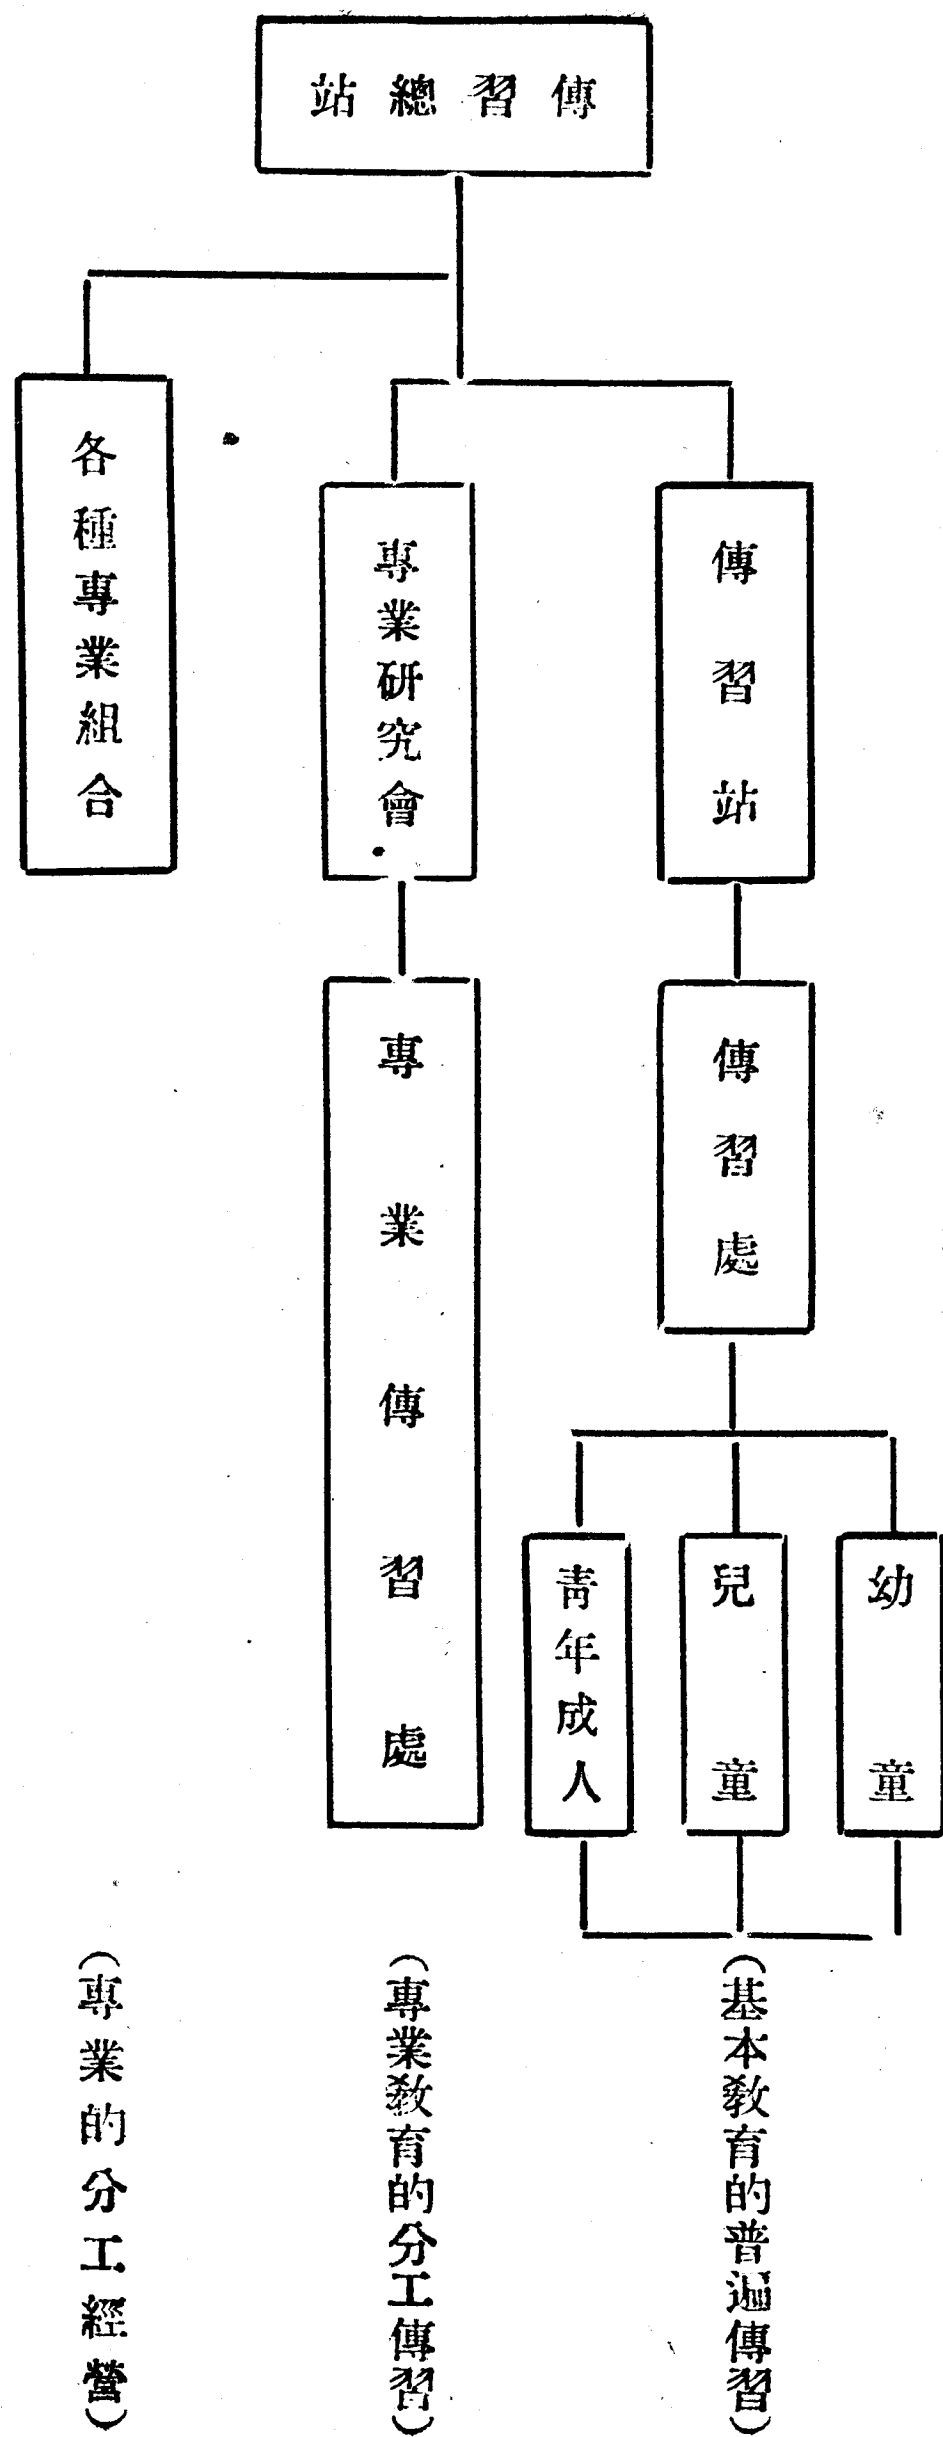 傳習總站
傳習站
專業研究會
各種專業組合
傳習處
專業傳習處
幼童
兒童
青年成人
（基本敎育的普遍傳習）
（專業敎育的分工傳習）
（專業的分工經營）